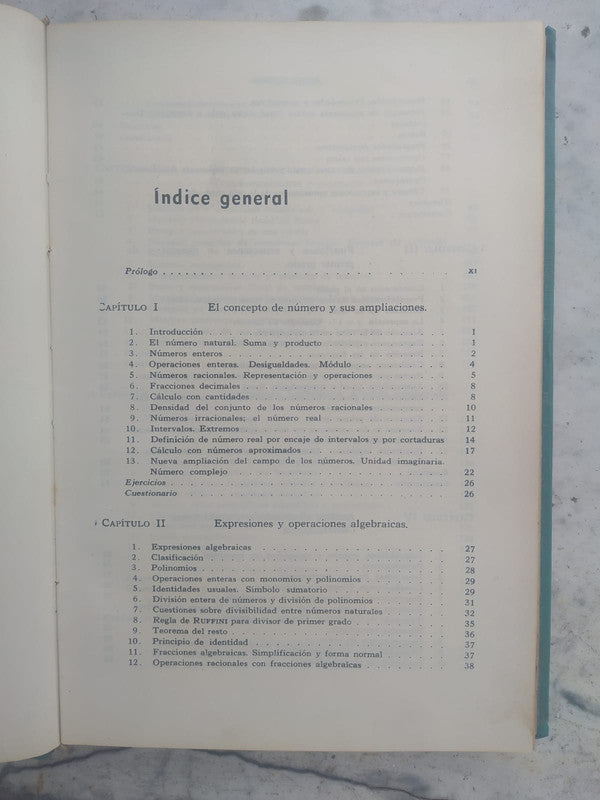 Índice general
Prólogo . . . . . . . . . . . . . . . . . . . . . . . . XI
CAPÍTULO I El concepto de número y sus ampliaciones.
1. Introducción . . . . . . . . . . . . . . . . . . . . 1
2. El número natural. Suma y producto . . . . . . . . . . 1
3. Números enteros . . . . . . . . . . . . . . . . . . . 2
4. Operaciones enteras. Desigualdades. Módulo . . . . . . . 4
5. Números racionales. Representación y operaciones . . . . . 5
6. Fracciones decimales . . . . . . . . . . . . . . . . . 8
7. Cálculo con cantidades . . . . . . . . . . . . . . . . 8
8. Densidad del conjunto de los números racionales . . . . . 10
9. Números irracionales; el número real . . . . . . . . . . 11
10. Intervalos. Extremos . . . . . . . . . . . . . . . . . 12
11. Definición de número real por encaje de intervalos y por cortaduras 14
12. Cálculo con números aproximados . . . . . . . . . . . . 17
13. Nueva ampliación del campo de los números. Unidad imaginaria.
Número complejo . . . . . . . . . . . . . . . . . . . 22
Ejercicios . . . . . . . . . . . . . . . . . . . . . . . 26
Cuestionario . . . . . . . . . . . . . . . . . . . . . . 26
CAPÍTULO II Expresiones y operaciones algebraicas.
1. Expresiones algebraicas . . . . . . . . . . . . . . . . 27
2. Clasificación . . . . . . . . . . . . . . . . . . . . 27
3. Polinomios . . . . . . . . . . . . . . . . . . . . . 28
4. Operaciones enteras con monomios y polinomios . . . . . . 29
5. Identidades usuales. Símbolo sumatorio . . . . . . . . . 29
6. División entera de números y división de polinomios . . . . 31
7. Cuestiones sobre divisibilidad entre números naturales . . . 32
8. Regla de RUFFINI para divisor de primer grado . . . . . . 35
9. Teorema del resto . . . . . . . . . . . . . . . . . . 36
10. Principio de identidad . . . . . . . . . . . . . . . . 37
11. Fracciones algebraicas. Simplificación y forma normal . . . 37
12. Operaciones racionales con fracciones algebraicas . . . . . 38